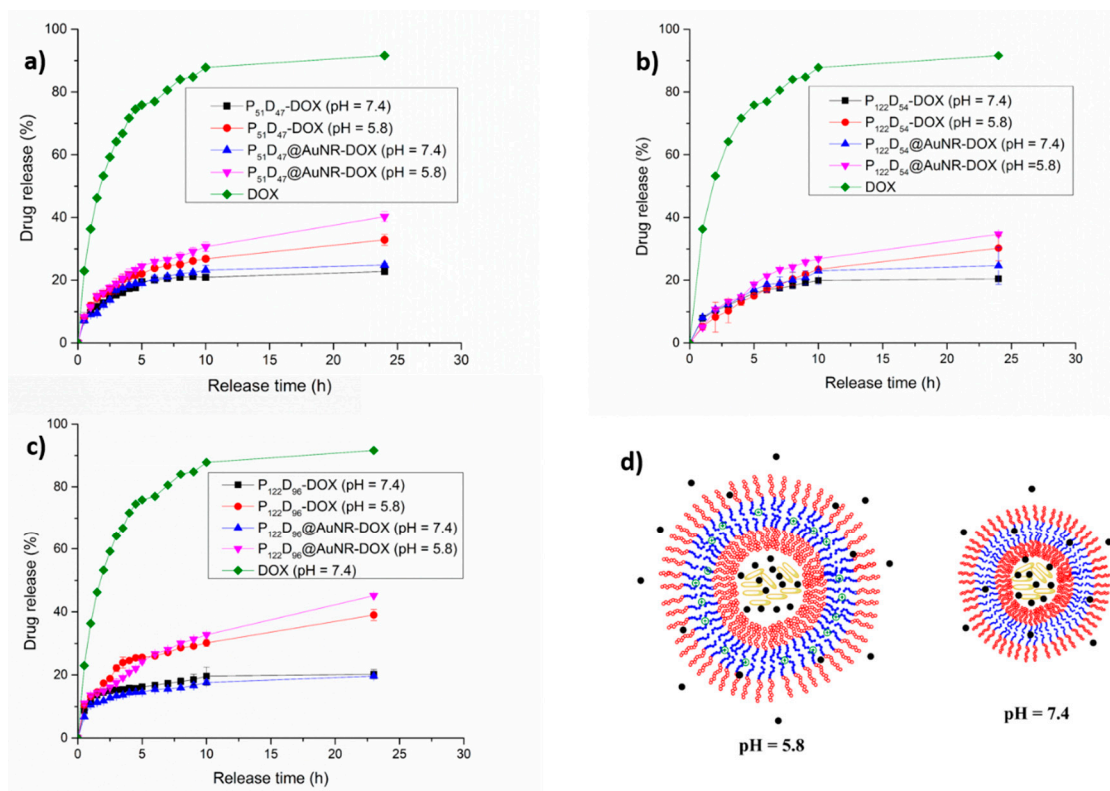 a)
100
80
60
40
20
0
Drug release (%)
P₅₁D₄₇-DOX (pH = 7.4)
P₅₁D₄₇-DOX (pH = 5.8)
P₅₁D₄₇@AuNR-DOX (pH = 7.4)
P₅₁D₄₇@AuNR-DOX (pH = 5.8)
DOX
0 5 10 15 20 25 30
Release time (h)
b)
100
80
60
40
20
0
Drug release (%)
P₁₂₂D₅₄-DOX (pH = 7.4)
P₁₂₂D₅₄-DOX (pH = 5.8)
P₁₂₂D₅₄@AuNR-DOX (pH = 7.4)
P₁₂₂D₅₄@AuNR-DOX (pH =5.8)
DOX
0 5 10 15 20 25 30
Release time (h)
c)
100
80
60
40
20
0
Drug release (%)
P₁₂₂D₉₆-DOX (pH = 7.4)
P₁₂₂D₉₆-DOX (pH = 5.8)
P₁₂₂D₉₆@AuNR-DOX (pH = 7.4)
P₁₂₂D₉₆@AuNR-DOX (pH = 5.8)
DOX (pH = 7.4)
0 5 10 15 20 25 30
Release time (h)
d)
pH = 5.8
pH = 7.4